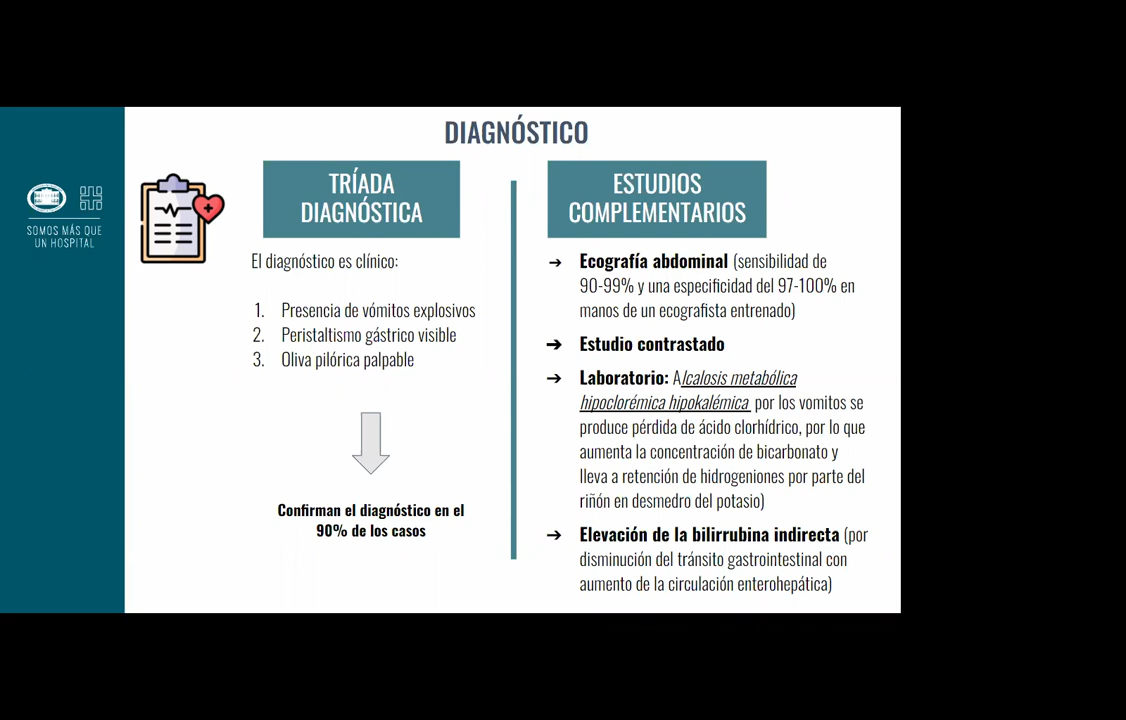 DIAGNÓSTICO
SOMOS MÁS QUE
UN HOSPITAL
TRÍADA
DIAGNÓSTICA
El diagnóstico es clínico:
1. Presencia de vómitos explosivos
2. Peristaltismo gástrico visible
3. Oliva pilórica palpable
Confirman el diagnóstico en el
90% de los casos
ESTUDIOS
COMPLEMENTARIOS
➔ Ecografía abdominal (sensibilidad de
90-99% y una especificidad del 97-100% en
manos de un ecografista entrenado)
➔ Estudio contrastado
➔ Laboratorio: Alcalosis metabólica
hipoclorémica hipokalémica por los vomitos se
produce pérdida de ácido clorhídrico, por lo que
aumenta la concentración de bicarbonato y
lleva a retención de hidrogeniones por parte del
riñón en desmedro del potasio)
➔ Elevación de la bilirrubina indirecta (por
disminución del tránsito gastrointestinal con
aumento de la circulación enterohepática)